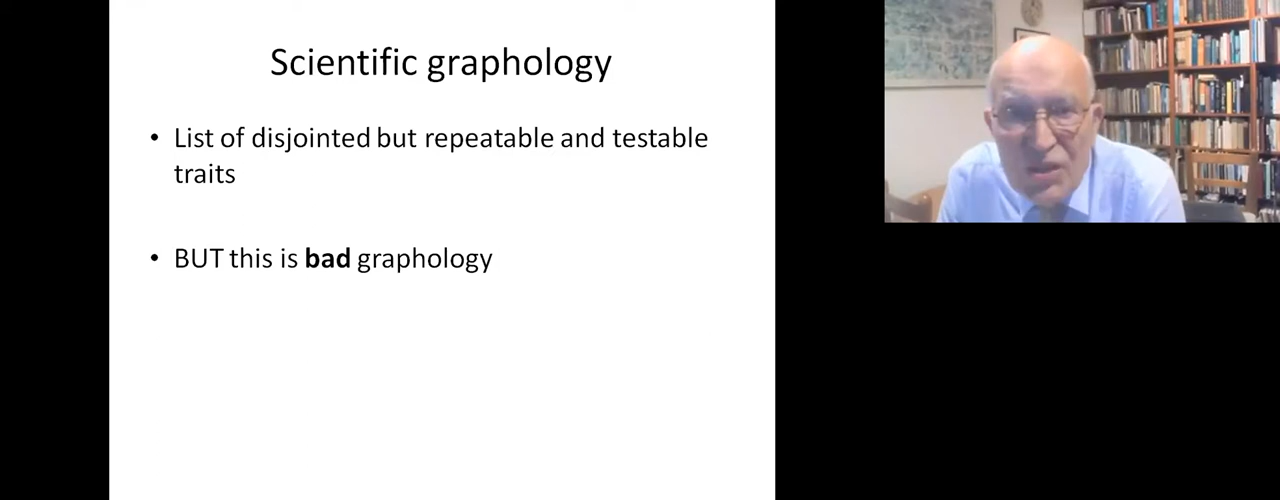 Scientific graphology
• List of disjointed but repeatable and testable
traits
• BUT this is bad graphology